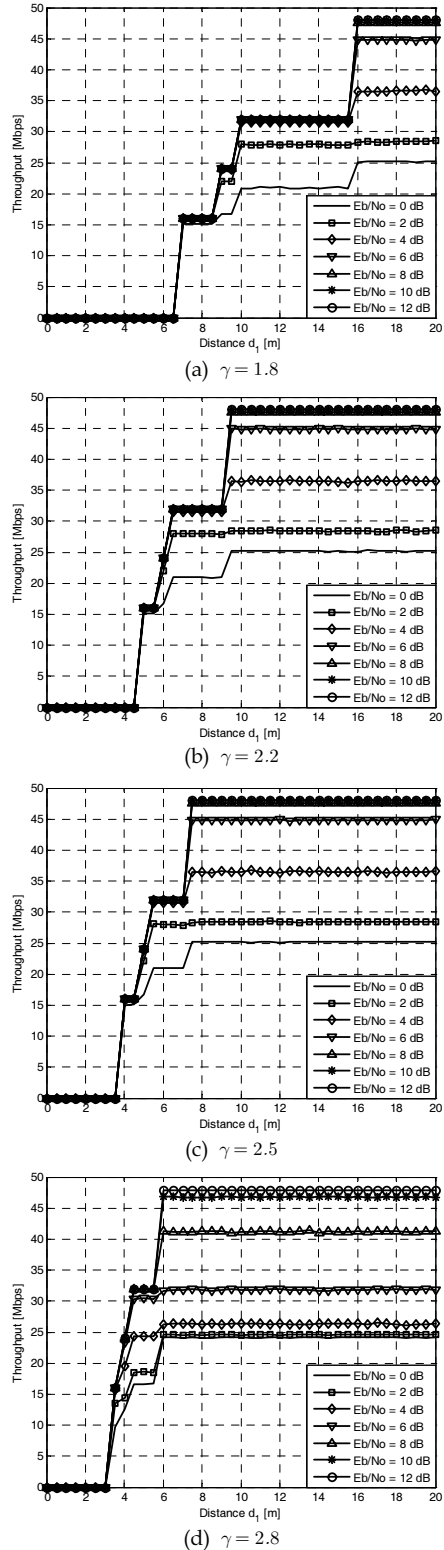 50
45
40
35
30
25
20
15
10
5
0
Throughput [Mbps]
Eb/No = 0 dB
Eb/No = 2 dB
Eb/No = 4 dB
Eb/No = 6 dB
Eb/No = 8 dB
Eb/No = 10 dB
Eb/No = 12 dB
0 2 4 6 8 10 12 14 16 18 20
Distance d₁ [m]
(a) γ = 1.8
50
45
40
35
30
25
20
15
10
5
0
Throughput [Mbps]
Eb/No = 0 dB
Eb/No = 2 dB
Eb/No = 4 dB
Eb/No = 6 dB
Eb/No = 8 dB
Eb/No = 10 dB
Eb/No = 12 dB
0 2 4 6 8 10 12 14 16 18 20
Distance d₁ [m]
(b) γ = 2.2
50
45
40
35
30
25
20
15
10
5
0
Throughput [Mbps]
Eb/No = 0 dB
Eb/No = 2 dB
Eb/No = 4 dB
Eb/No = 6 dB
Eb/No = 8 dB
Eb/No = 10 dB
Eb/No = 12 dB
0 2 4 6 8 10 12 14 16 18 20
Distance d₁ [m]
(c) γ = 2.5
50
45
40
35
30
25
20
15
10
5
0
Throughput [Mbps]
Eb/No = 0 dB
Eb/No = 2 dB
Eb/No = 4 dB
Eb/No = 6 dB
Eb/No = 8 dB
Eb/No = 10 dB
Eb/No = 12 dB
0 2 4 6 8 10 12 14 16 18 20
Distance d₁ [m]
(d) γ = 2.8